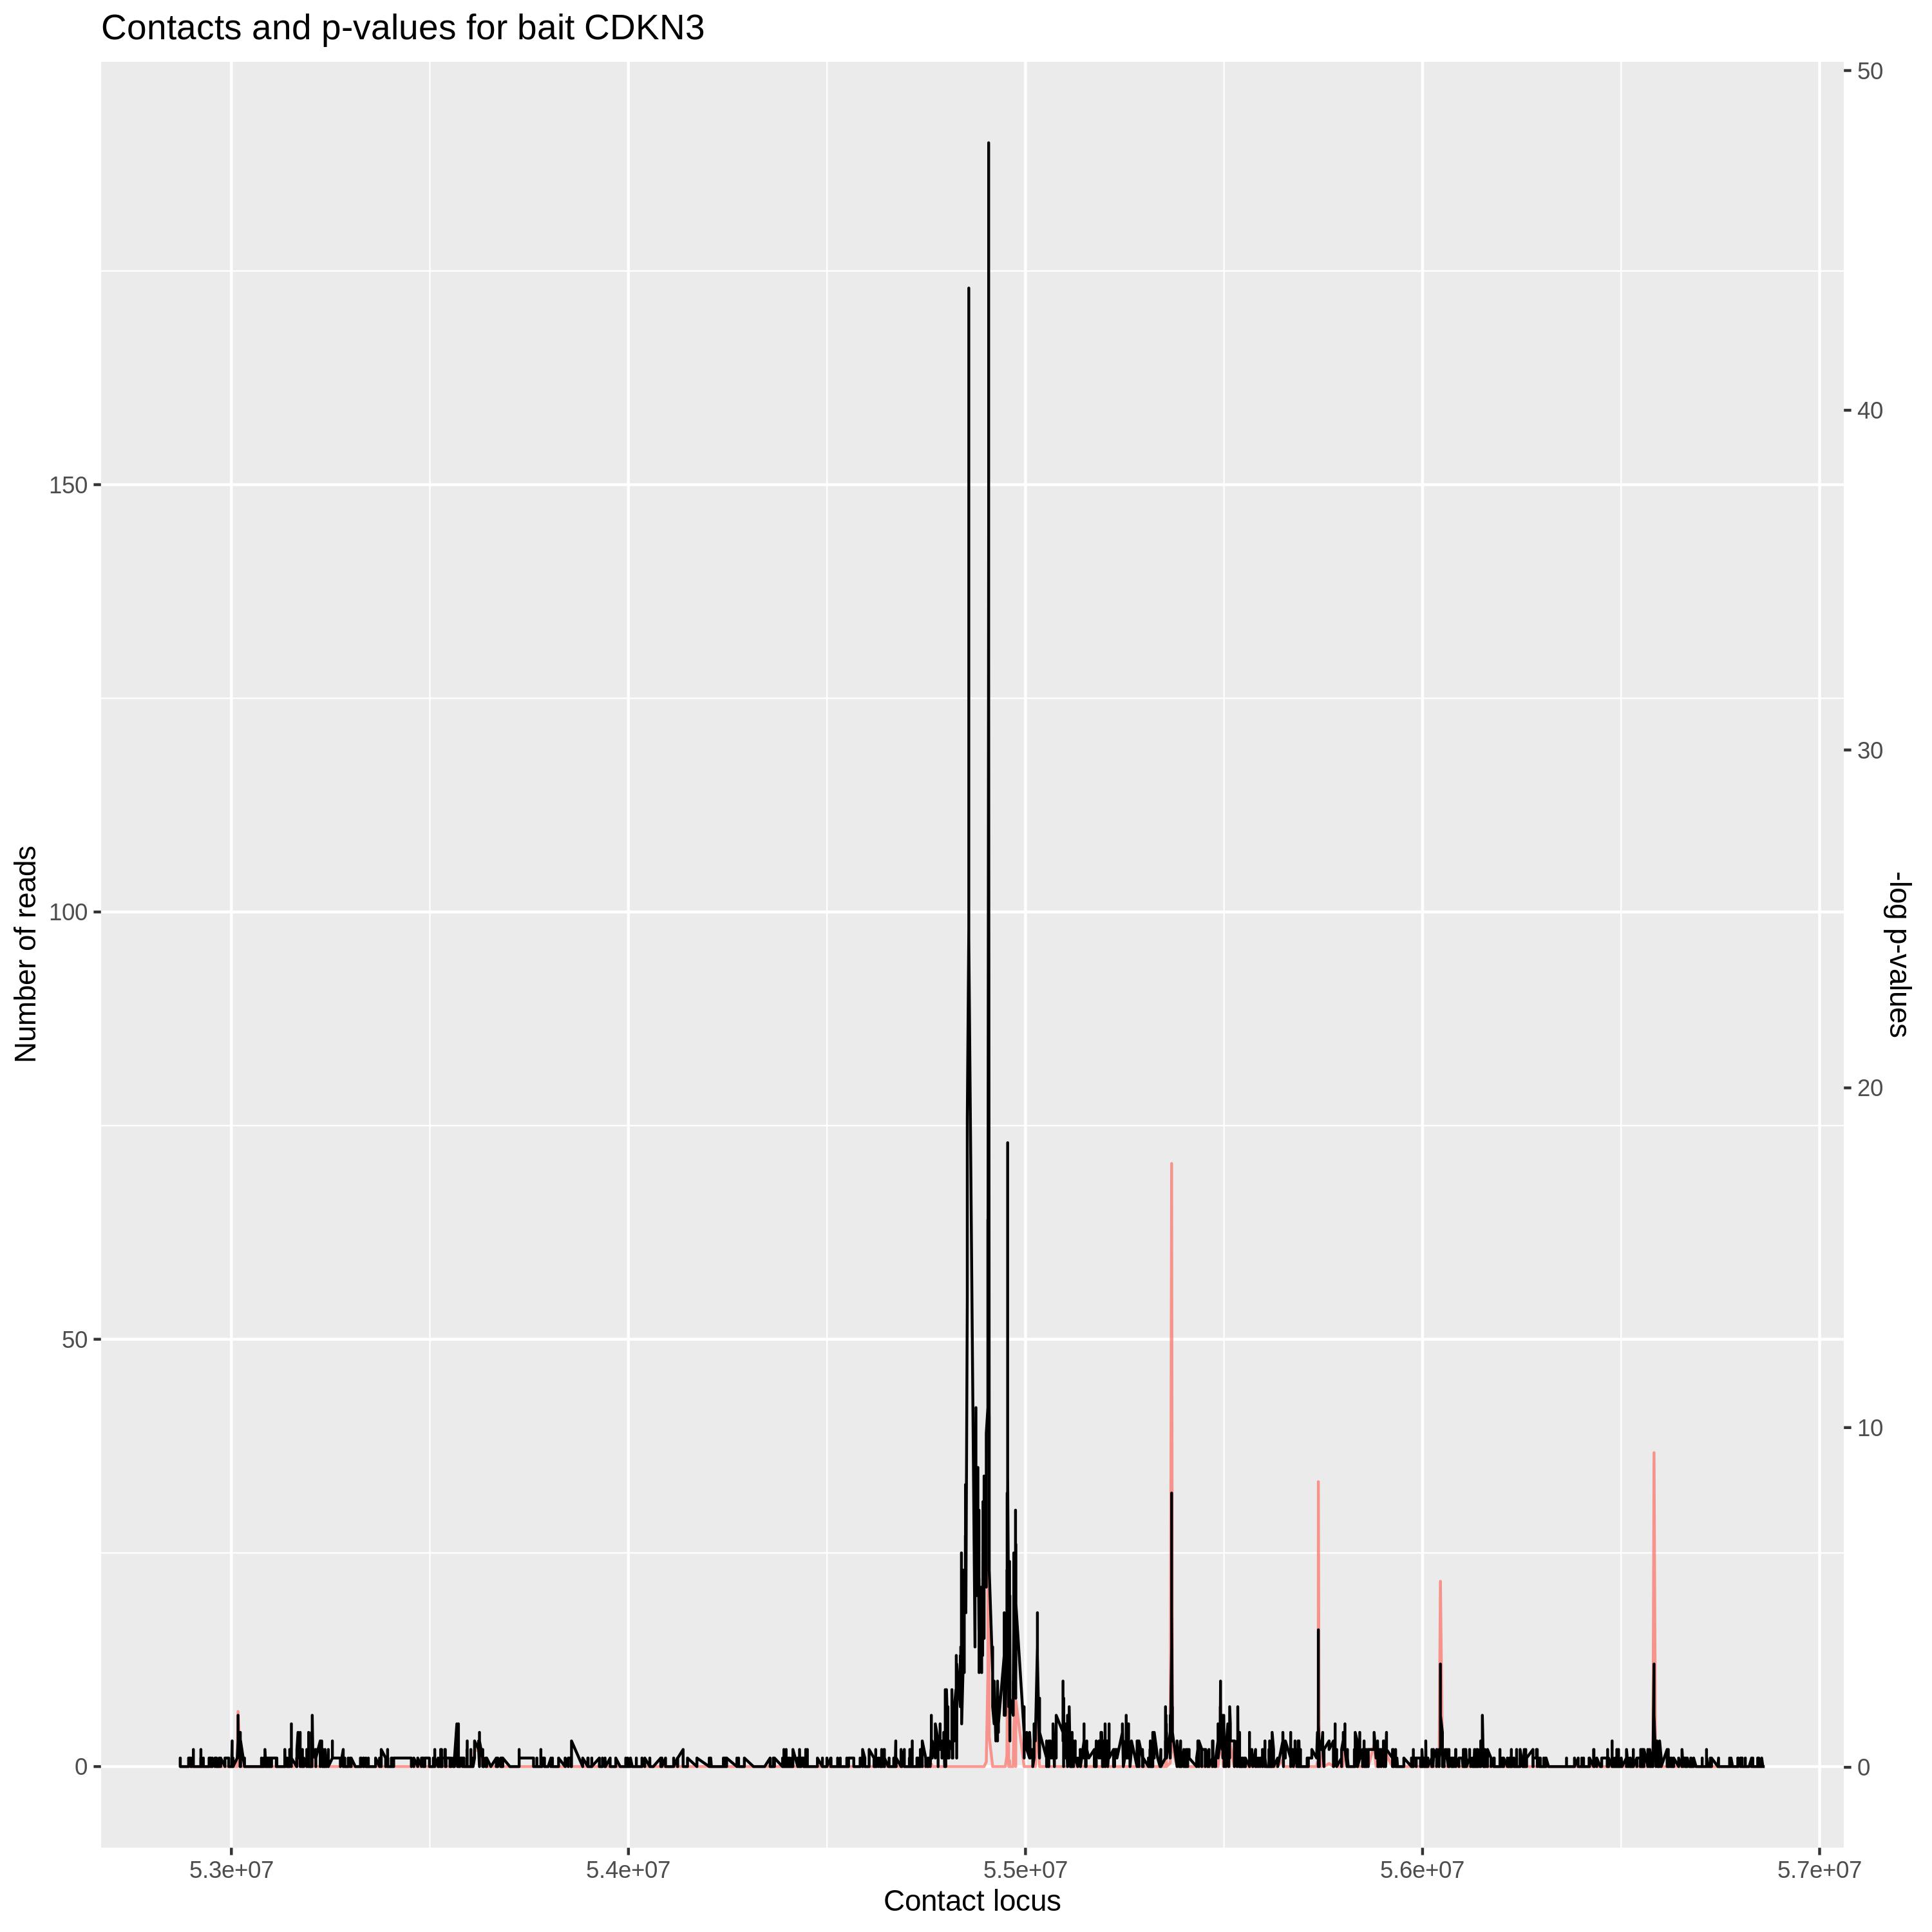 Contacts and p-values for bait CDKN3
50
40
150
30
Number of reads
100
-log p-values
20
50
10
0
0
5.3e+07
5.4e+07
5.5e+07
5.6e+07
5.7e+07
Contact locus